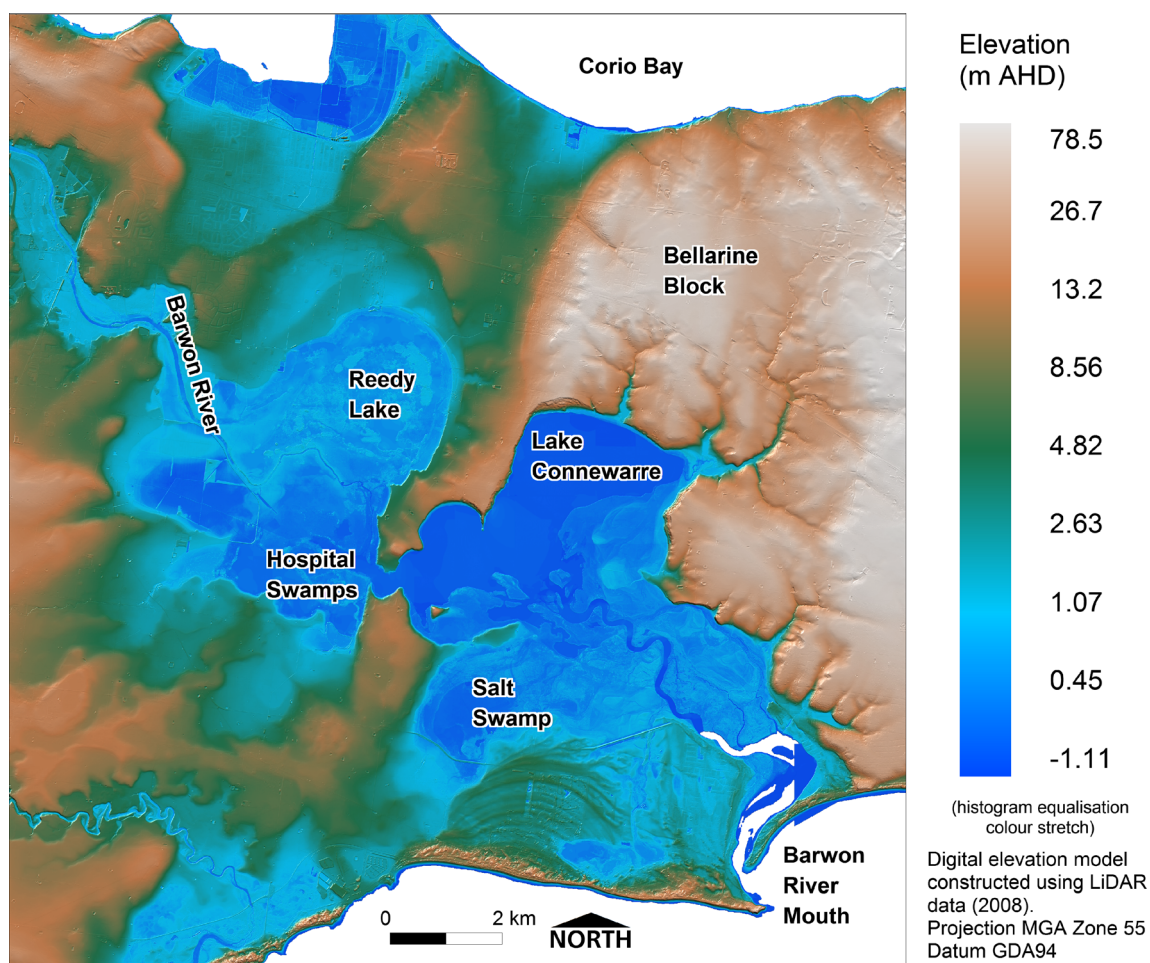 Corio Bay
Bellarine
Block
Barwon River
Reedy
Lake
Lake
Connewarre
Hospital
Swamps
Salt
Swamp
Barwon
River
Mouth
0 2 km
NORTH
Elevation
(m AHD)
78.5
26.7
13.2
8.56
4.82
2.63
1.07
0.45
-1.11
(histogram equalisation
colour stretch)
Digital elevation model
constructed using LiDAR
data (2008).
Projection MGA Zone 55
Datum GDA94